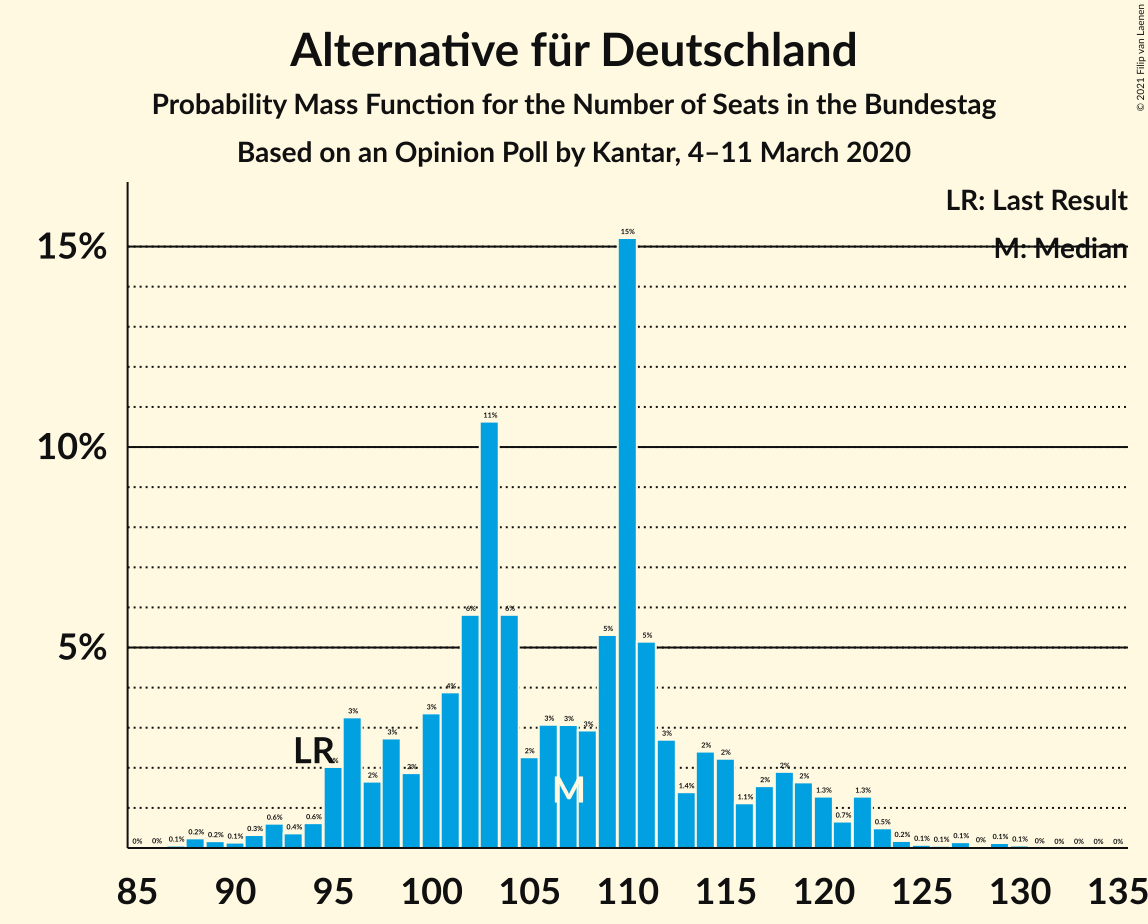 Alternative für Deutschland
Probability Mass Function for the Number of Seats in the Bundestag
Based on an Opinion Poll by Kantar, 4–11 March 2020
© 2021 Filip van Laenen
LR: Last Result
M: Median
15%
10%
5%
LR
M
0% 0% 0.1% 0.2% 0.2% 0.1% 0.3% 0.6% 0.4% 0.6% 3% 2% 3% 2% 3% 4% 6% 11% 6% 2% 3% 3% 3% 5% 15% 5% 3% 1.4% 2% 2% 1.1% 2% 2% 2% 1.3% 0.7% 1.3% 0.5% 0.2% 0.1% 0.1% 0.1% 0% 0.1% 0.1% 0% 0% 0% 0% 0%
85 90 95 100 105 110 115 120 125 130 135